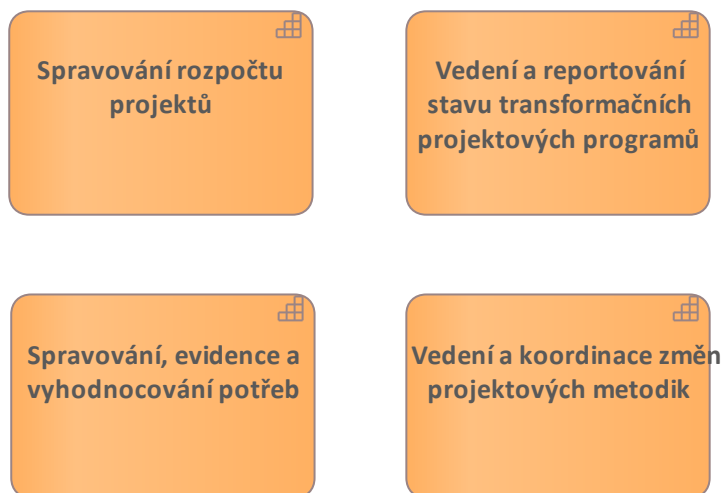 Spravování rozpočtu
projektů
Vedení a reportování
stavu transformačních
projektových programů
Spravování, evidence a
vyhodnocování potřeb
Vedení a koordinace změn
projektových metodik